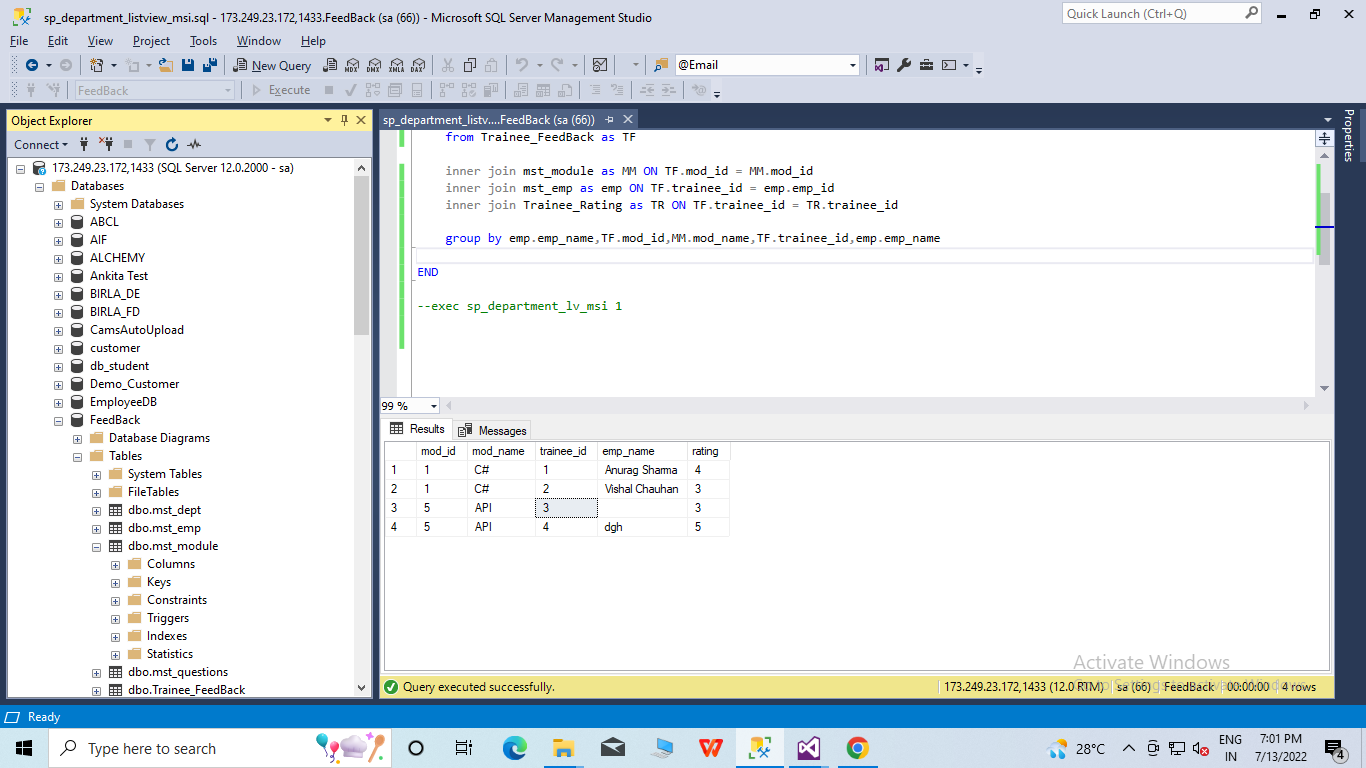 sp_department_listview_msi.sql - 173.249.23.172,1433.FeedBack (sa (66)) - Microsoft SQL Server Management Studio
Quick Launch (Ctrl+Q)
File Edit View Project Tools Window Help
New Query MDX DMX XMLA DAX @Email
FeedBack Execute
Object Explorer
Connect
173.249.23.172,1433 (SQL Server 12.0.2000 - sa)
Databases
System Databases
ABCL
AIF
ALCHEMY
Ankita Test
BIRLA_DE
BIRLA_FD
CamsAutoUpload
customer
db_student
Demo_Customer
EmployeeDB
FeedBack
Database Diagrams
Tables
System Tables
FileTables
dbo.mst_dept
dbo.mst_emp
dbo.mst_module
Columns
Keys
Constraints
Triggers
Indexes
Statistics
dbo.mst_questions
dbo.Trainee_FeedBack
sp_department_listv....FeedBack (sa (66))
from Trainee_FeedBack as TF
inner join mst_module as MM ON TF.mod_id = MM.mod_id
inner join mst_emp as emp ON TF.trainee_id = emp.emp_id
inner join Trainee_Rating as TR ON TF.trainee_id = TR.trainee_id
group by emp.emp_name,TF.mod_id,MM.mod_name,TF.trainee_id,emp.emp_name
END
--exec sp_department_lv_msi 1
99 %
Results Messages
mod_id mod_name trainee_id emp_name rating
1 1 C# 1 Anurag Sharma 4
2 1 C# 2 Vishal Chauhan 3
3 5 API 3 3
4 5 API 4 dgh 5
Activate Windows
Go to Settings to activate Windows.
Query executed successfully.
173.249.23.172,1433 (12.0 RTM) sa (66) FeedBack 00:00:00 4 rows
Properties
Ready
Type here to search
28°C
ENG
IN
7:01 PM
7/13/2022
4